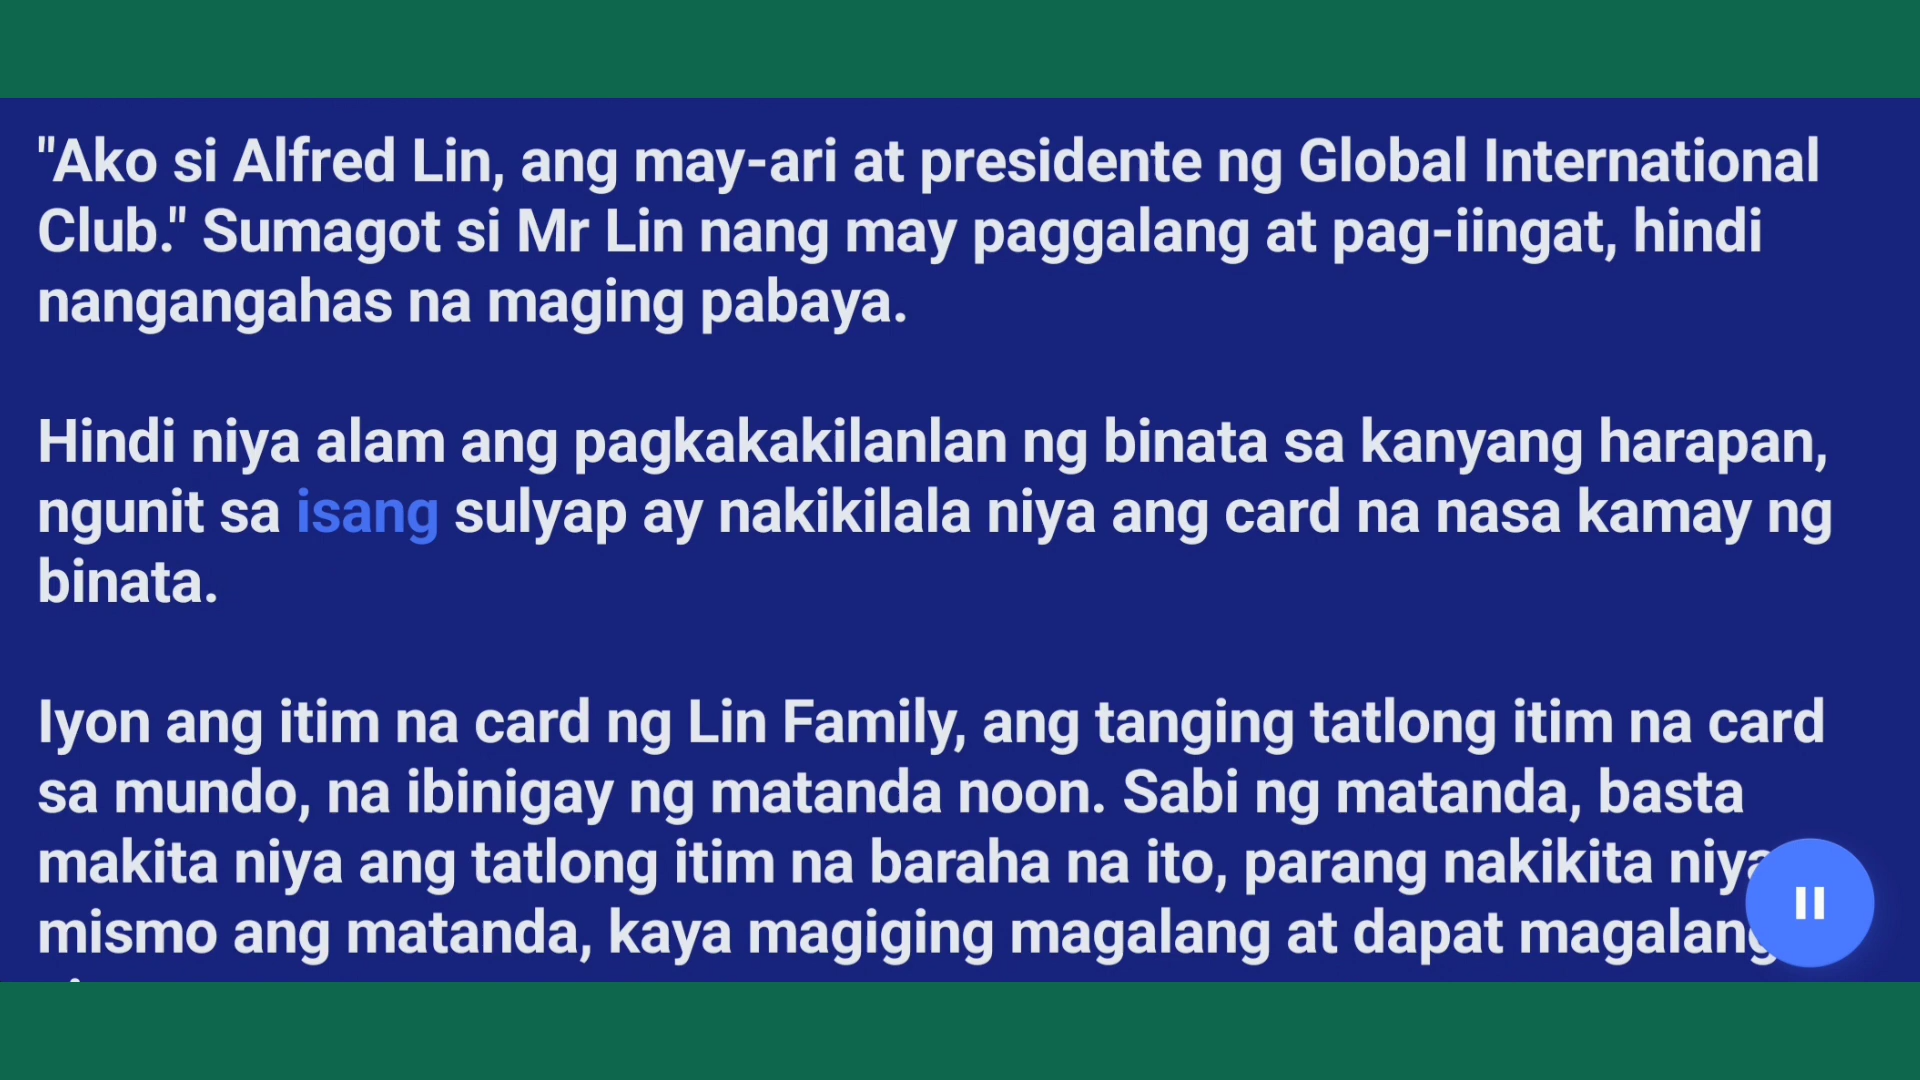 "Ako si Alfred Lin, ang may-ari at presidente ng Global International
Club." Sumagot si Mr Lin nang may paggalang at pag-iingat, hindi
nangangahas na maging pabaya.
Hindi niya alam ang pagkakakilanlan ng binata sa kanyang harapan,
ngunit sa isang sulyap ay nakikilala niya ang card na nasa kamay ng
binata.
Iyon ang itim na card ng Lin Family, ang tanging tatlong itim na card
sa mundo, na ibinigay ng matanda noon. Sabi ng matanda, basta
makita niya ang tatlong itim na baraha na ito, parang nakikita niya
mismo ang matanda, kaya magiging magalang at dapat magalang